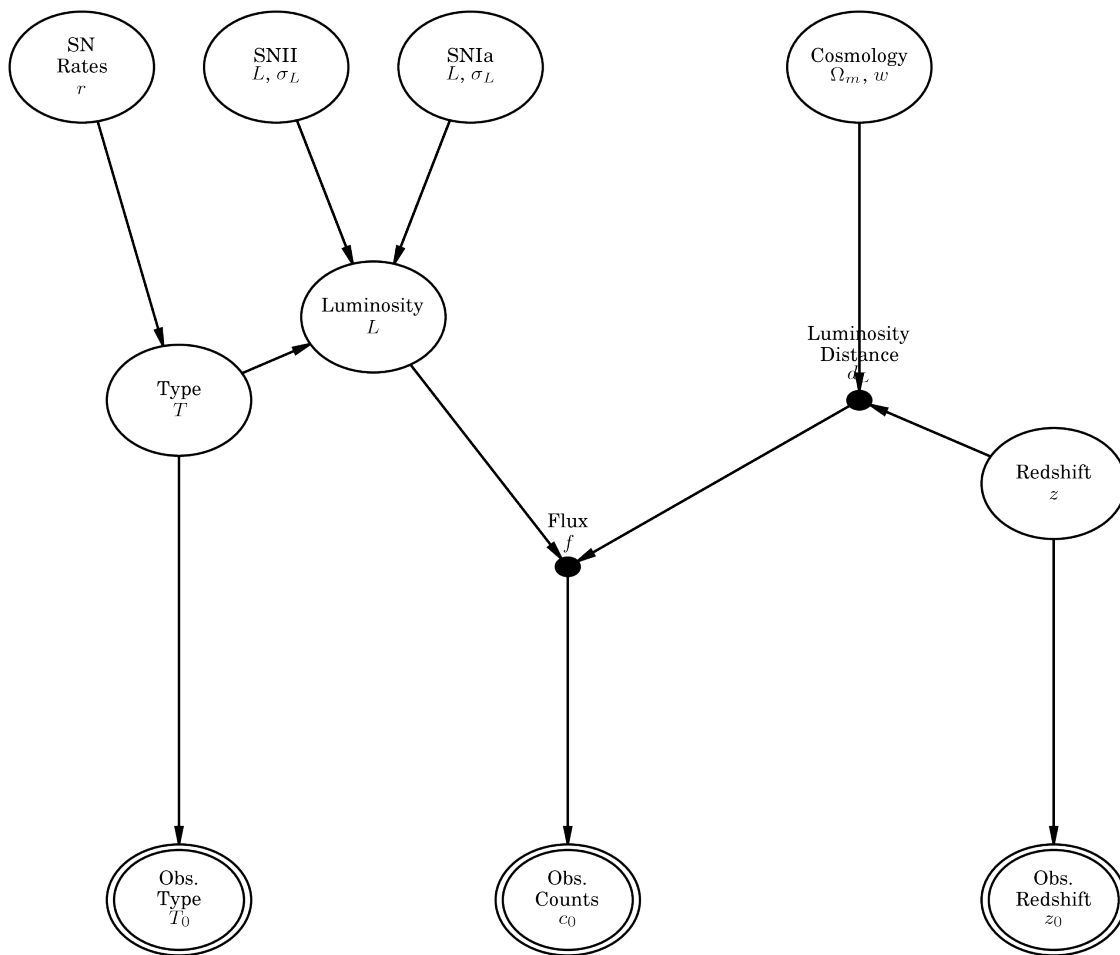 SN
Rates
r
SNII
L, σ_L
SNIa
L, σ_L
Cosmology
Ω_m, w
Luminosity
L
Luminosity
Distance
d_L
Type
T
Redshift
z
Flux
f
Obs.
Type
T_0
Obs.
Counts
c_0
Obs.
Redshift
z_0